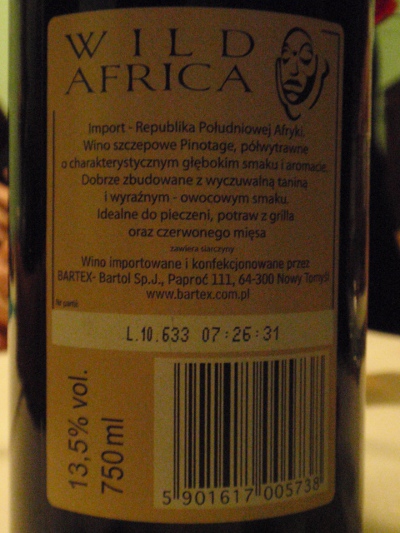 WILD
AFRICA
Import - Republika Południowej Afryki.
Wino szczepowe Pinotage, półwytrawne
o charakterystycznym głębokim smaku i aromacie.
Dobrze zbudowane z wyczuwalną taniną
i wyraźnym - owocowym smaku.
Idealne do pieczeni, potraw z grilla
oraz czerwonego mięsa
zawiera siarczyny
Wino importowane i konfekcjonowane przez
BARTEX- Bartol Sp.J., Paproć 111, 64-300 Nowy Tomyśl
www.bartex.com.pl
Nr partii
L.10.633 07:26:31
13,5% vol.
750ml
5 901617 005738